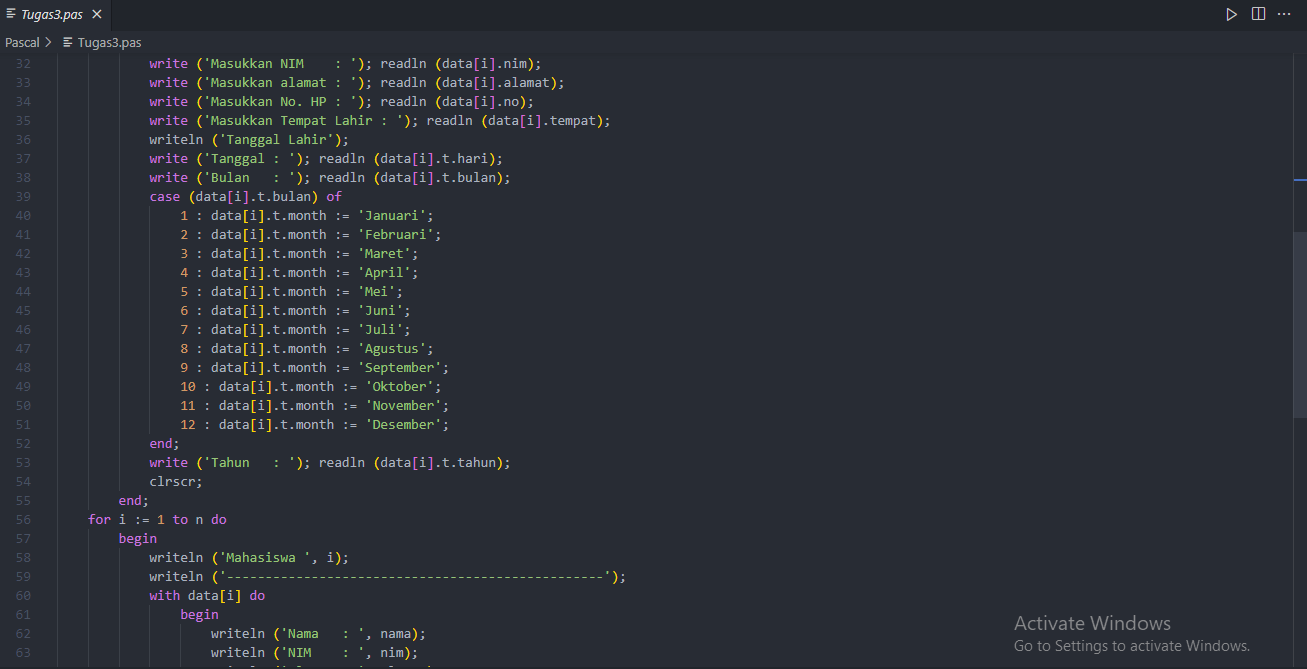 Tugas3.pas
Pascal > Tugas3.pas
32 write ('Masukkan NIM    : '); readln (data[i].nim);
33 write ('Masukkan alamat : '); readln (data[i].alamat);
34 write ('Masukkan No. HP : '); readln (data[i].no);
35 write ('Masukkan Tempat Lahir : '); readln (data[i].tempat);
36 writeln ('Tanggal Lahir');
37 write ('Tanggal : '); readln (data[i].t.hari);
38 write ('Bulan   : '); readln (data[i].t.bulan);
39 case (data[i].t.bulan) of
40 1 : data[i].t.month := 'Januari';
41 2 : data[i].t.month := 'Februari';
42 3 : data[i].t.month := 'Maret';
43 4 : data[i].t.month := 'April';
44 5 : data[i].t.month := 'Mei';
45 6 : data[i].t.month := 'Juni';
46 7 : data[i].t.month := 'Juli';
47 8 : data[i].t.month := 'Agustus';
48 9 : data[i].t.month := 'September';
49 10 : data[i].t.month := 'Oktober';
50 11 : data[i].t.month := 'November';
51 12 : data[i].t.month := 'Desember';
52 end;
53 write ('Tahun   : '); readln (data[i].t.tahun);
54 clrscr;
55 end;
56 for i := 1 to n do
57 begin
58 writeln ('Mahasiswa ', i);
59 writeln ('-------------------------------------------------');
60 with data[i] do
61 begin
62 writeln ('Nama   : ', nama);
63 writeln ('NIM    : ', nim);
Activate Windows
Go to Settings to activate Windows.